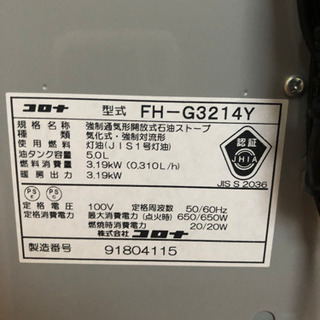 コロナ 型式 FH-G3214Y
規格名称 強制通気形開放式石油ストーブ
種類 気化式・強制対流形
使用燃料 灯油(JIS1号灯油)
油タンク容量 5.0L
燃料消費量 3.19kW(0.310L/h)
暖房出力 3.19kW
認証
JHIA
JIS S 2036
PS
PS
定格電圧 100V 定格周波数 50/60Hz
定格消費電力 最大消費電力(点火時)650/650W
燃焼時消費電力 20/20W
株式会社 コロナ
製造番号 91804115